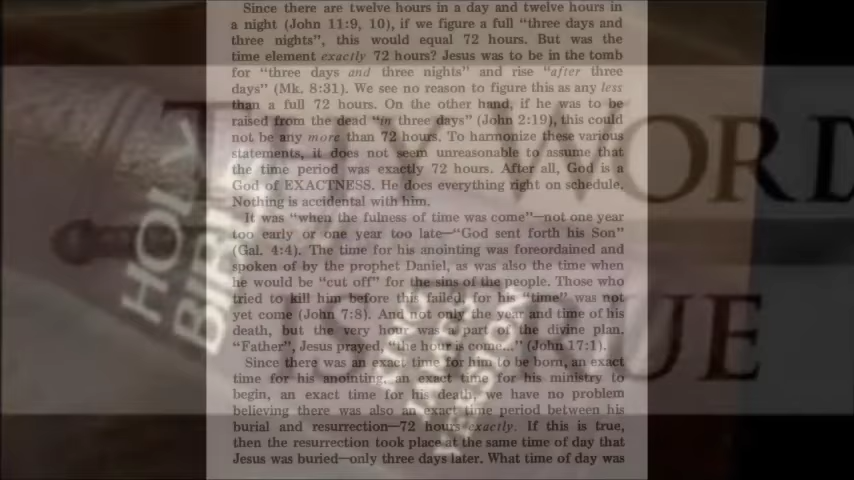 Since there are twelve hours in a day and twelve hours in
a night (John 11:9, 10), if we figure a full "three days and
three nights", this would equal 72 hours. But was the
time element exactly 72 hours? Jesus was to be in the tomb
for "three days and three nights" and rise "after three
days" (Mk. 8:31). We see no reason to figure this as any less
than a full 72 hours. On the other hand, if he was to be
raised from the dead "in three days" (John 2:19), this could
not be any more than 72 hours. To harmonize these various
statements, it does not seem unreasonable to assume that
the time period was exactly 72 hours. After all, God is a
God of EXACTNESS. He does everything right on schedule.
Nothing is accidental with him.
It was "when the fulness of time was come"—not one year
too early or one year too late—"God sent forth his Son"
(Gal. 4:4). The time for his anointing was foreordained and
spoken of by the prophet Daniel, as was also the time when
he would be "cut off" for the sins of the people. Those who
tried to kill him before this failed, for his "time" was not
yet come (John 7:8). And not only the year and time of his
death, but the very hour was a part of the divine plan.
"Father", Jesus prayed, "the hour is come..." (John 17:1).
Since there was an exact time for him to be born, an exact
time for his anointing, an exact time for his ministry to
begin, an exact time for his death, we have no problem
believing there was also an exact time period between his
burial and resurrection—72 hours exactly. If this is true,
then the resurrection took place at the same time of day that
Jesus was buried—only three days later. What time of day was
THY WORD
IS TRUE
HOLY
BIBLE